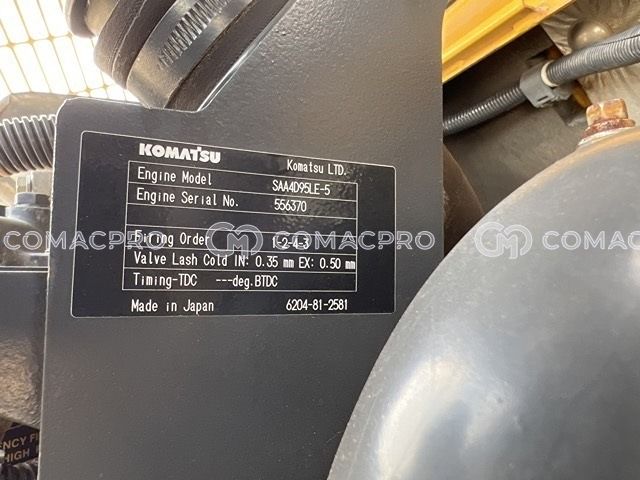 KOMATSU Komatsu LTD.
Engine Model SAA4D95LE-5
Engine Serial No. 556370
Firing Order 1-2-4-3
COMACPRO COMACPRO COMAC
Valve Lash Cold IN: 0.35 mm EX: 0.50 mm
Timing-TDC ---deg.BTDC
Made in Japan 6204-81-2581
HIGH